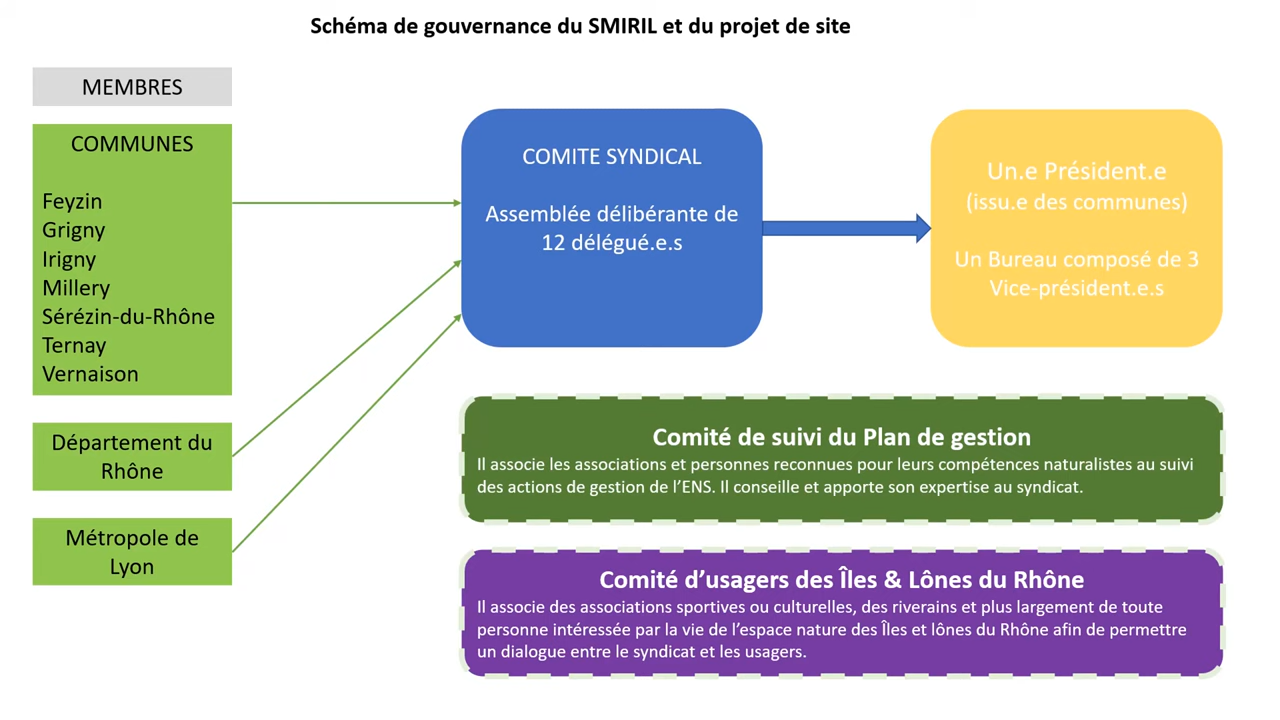 Schéma de gouvernance du SMIRIL et du projet de site
MEMBRES
COMMUNES
Feyzin
Grigny
Irigny
Millery
Sérézin-du-Rhône
Ternay
Vernaison
Département du
Rhône
Métropole de
Lyon
COMITE SYNDICAL
Assemblée délibérante de
12 délégué.e.s
Un.e Président.e
(issu.e des communes)
Un Bureau composé de 3
Vice-président.e.s
Comité de suivi du Plan de gestion
Il associe les associations et personnes reconnues pour leurs compétences naturalistes au suivi
des actions de gestion de l’ENS. Il conseille et apporte son expertise au syndicat.
Comité d’usagers des Îles & Lônes du Rhône
Il associe des associations sportives ou culturelles, des riverains et plus largement de toute
personne intéressée par la vie de l’espace nature des Îles et lônes du Rhône afin de permettre
un dialogue entre le syndicat et les usagers.